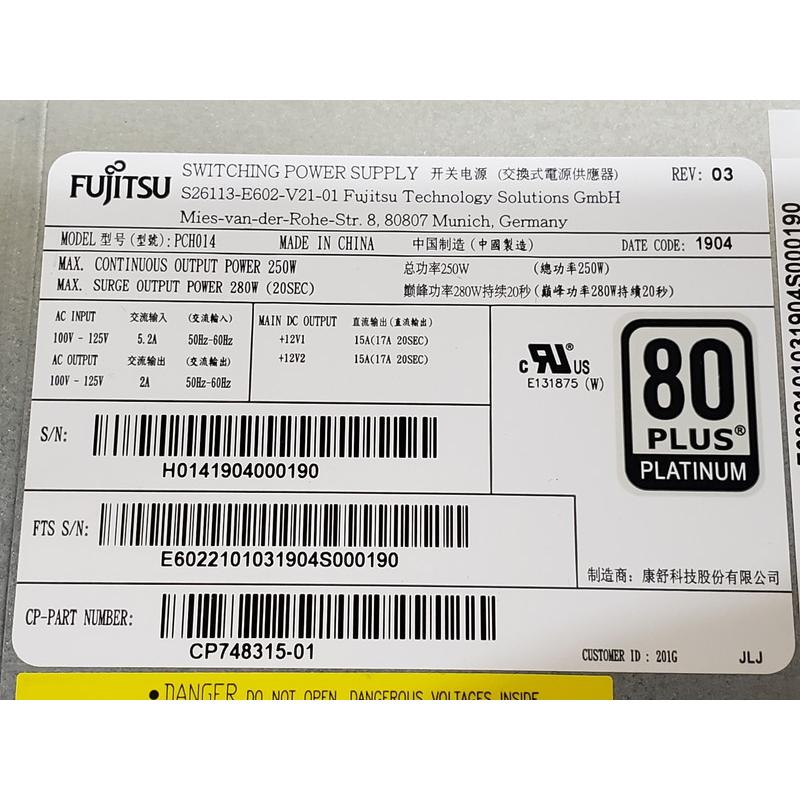 FUJITSU
SWITCHING POWER SUPPLY 开关电源 (交換式電源供應器) REV: 03
S26113-E602-V21-01 Fujitsu Technology Solutions GmbH
Mies-van-der-Rohe-Str. 8, 80807 Munich, Germany
MODEL 型号(型號): PCH014 MADE IN CHINA 中国制造(中國製造) DATE CODE: 1904
MAX. CONTINUOUS OUTPUT POWER 250W 总功率250W (總功率250W)
MAX. SURGE OUTPUT POWER 280W (20SEC) 巅峰功率280W持续20秒(巔峰功率280W持續20秒)
AC INPUT 交流输入 (交流輸入)
100V - 125V 5.2A 50Hz-60Hz
AC OUTPUT 交流输出 (交流輸出)
100V - 125V 2A 50Hz-60Hz
MAIN DC OUTPUT 直流输出(直流輸出)
+12V1 15A(17A 20SEC)
+12V2 15A(17A 20SEC)
c RU® US
E131875 (W)
80
PLUS®
PLATINUM
S/N:
H0141904000190
FTS S/N:
E6022101031904S000190
制造商: 康舒科技股份有限公司
CP-PART NUMBER:
CP748315-01
CUSTOMER ID : 201G JLJ
• DANGER DO NOT OPEN. DANGEROUS VOLTAGES INSIDE